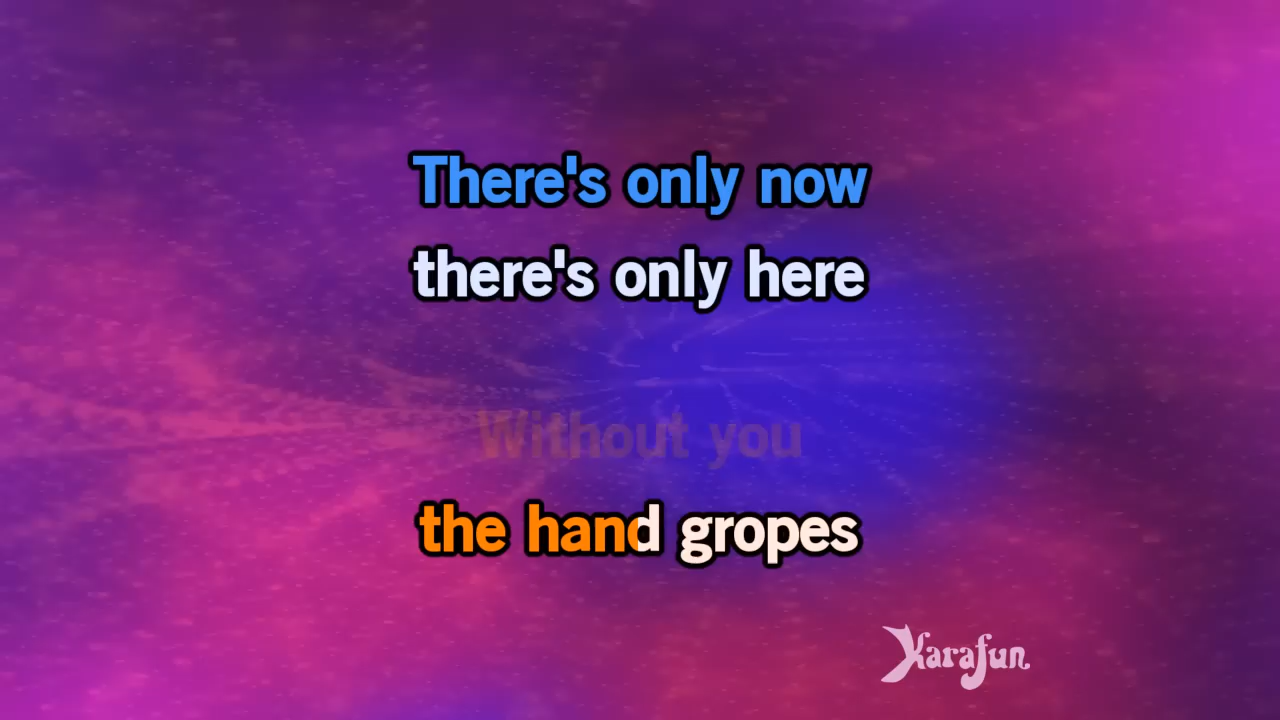 There's only now
there's only here
Without you
the hand gropes
Karafun